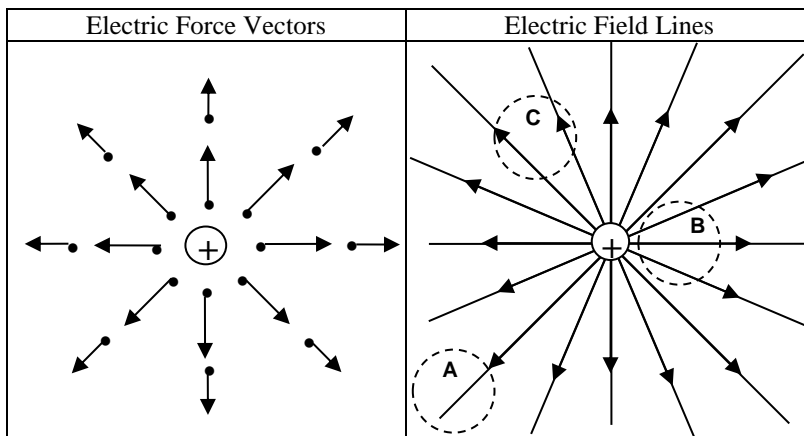 Electric Force Vectors
Electric Field Lines
C
B
+
+
A